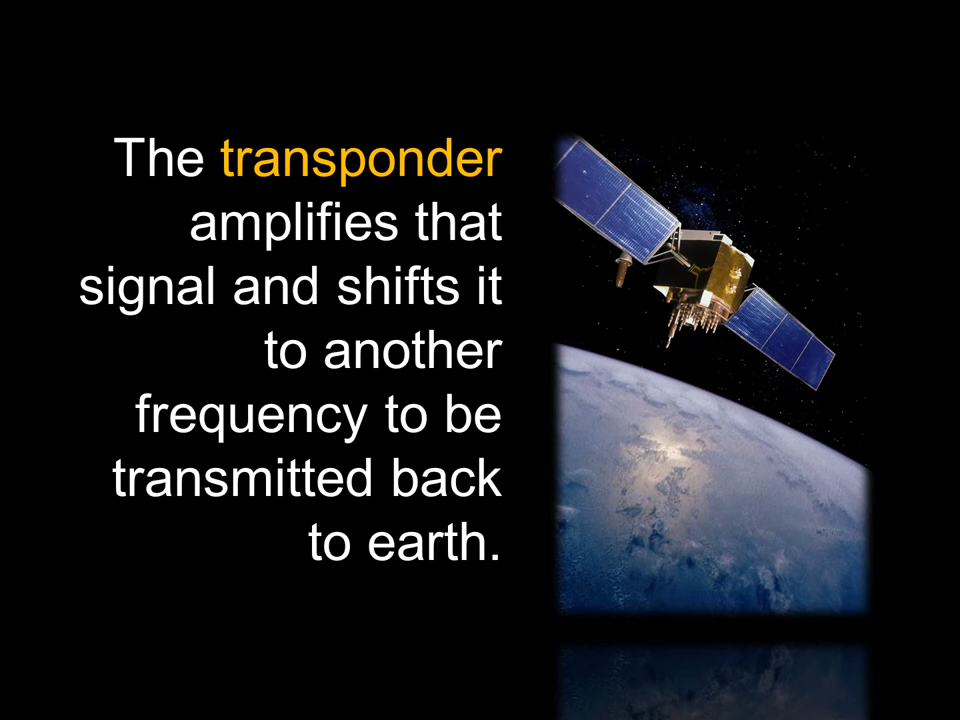 The transponder
amplifies that
signal and shifts it
to another
frequency to be
transmitted back
to earth.